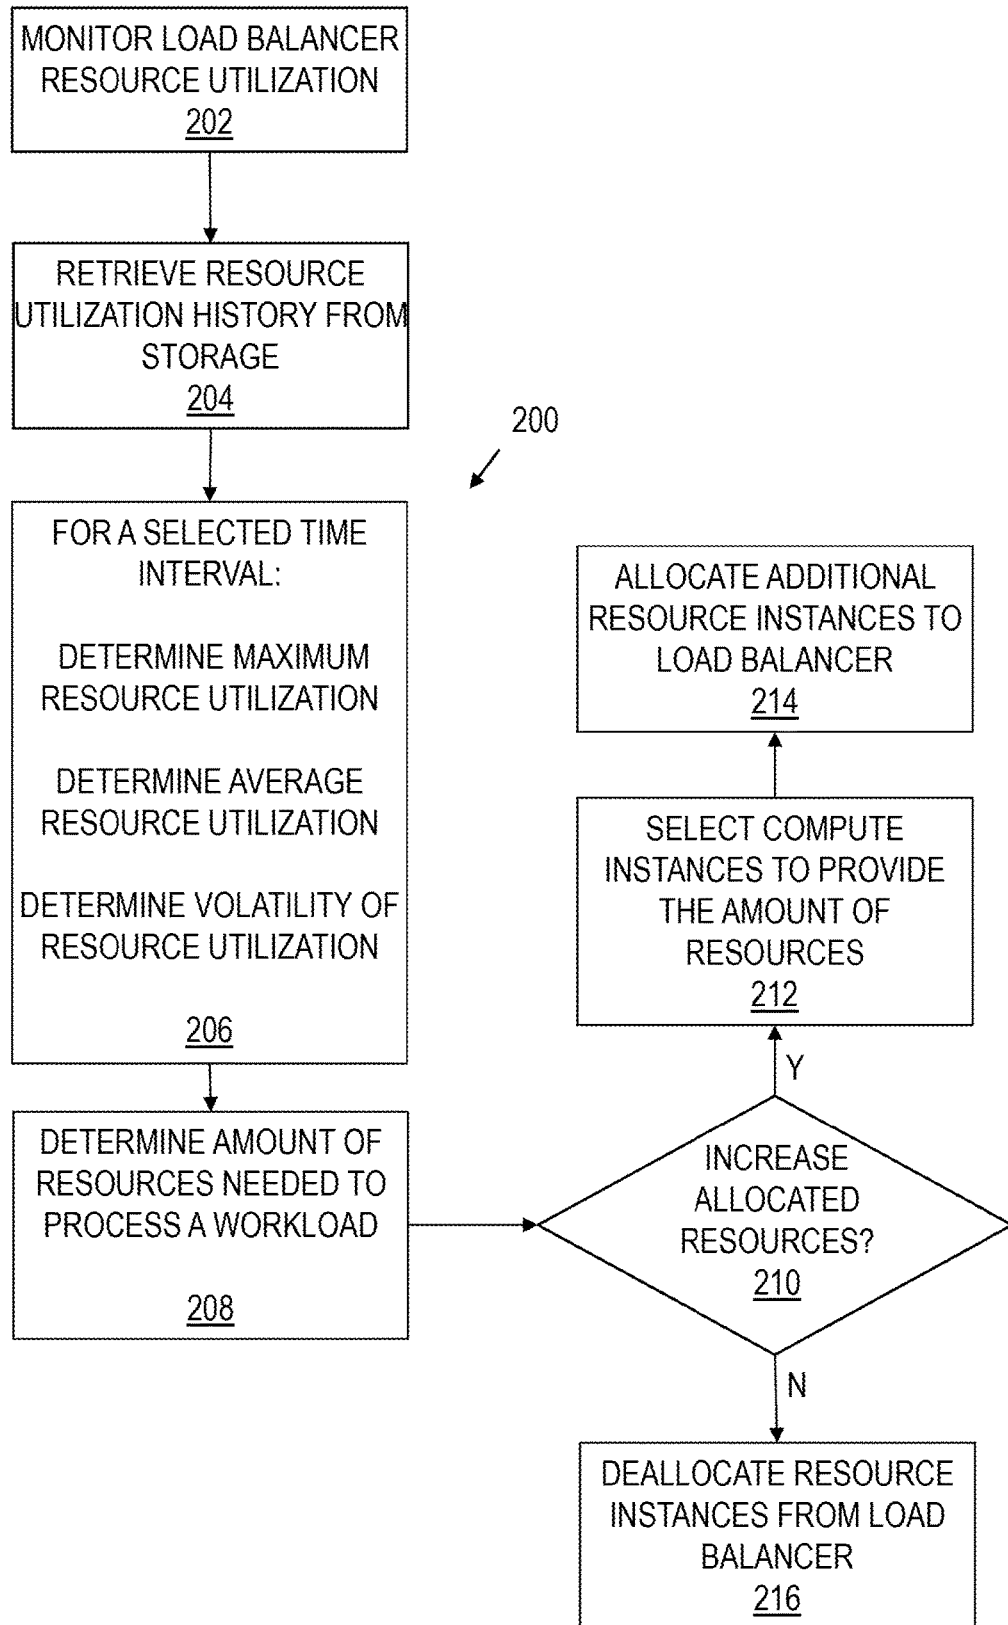 MONITOR LOAD BALANCER
RESOURCE UTILIZATION
202
RETRIEVE RESOURCE
UTILIZATION HISTORY FROM
STORAGE
204
200
FOR A SELECTED TIME
INTERVAL:
DETERMINE MAXIMUM
RESOURCE UTILIZATION
DETERMINE AVERAGE
RESOURCE UTILIZATION
DETERMINE VOLATILITY OF
RESOURCE UTILIZATION
206
DETERMINE AMOUNT OF
RESOURCES NEEDED TO
PROCESS A WORKLOAD
208
INCREASE
ALLOCATED
RESOURCES?
210
Y
SELECT COMPUTE
INSTANCES TO PROVIDE
THE AMOUNT OF
RESOURCES
212
ALLOCATE ADDITIONAL
RESOURCE INSTANCES TO
LOAD BALANCER
214
N
DEALLOCATE RESOURCE
INSTANCES FROM LOAD
BALANCER
216